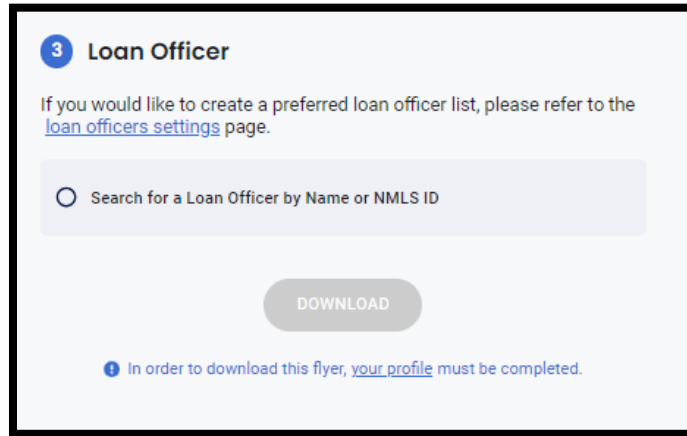 3 Loan Officer
If you would like to create a preferred loan officer list, please refer to the
loan officers settings page.
Search for a Loan Officer by Name or NMLS ID
DOWNLOAD
! In order to download this flyer, your profile must be completed.